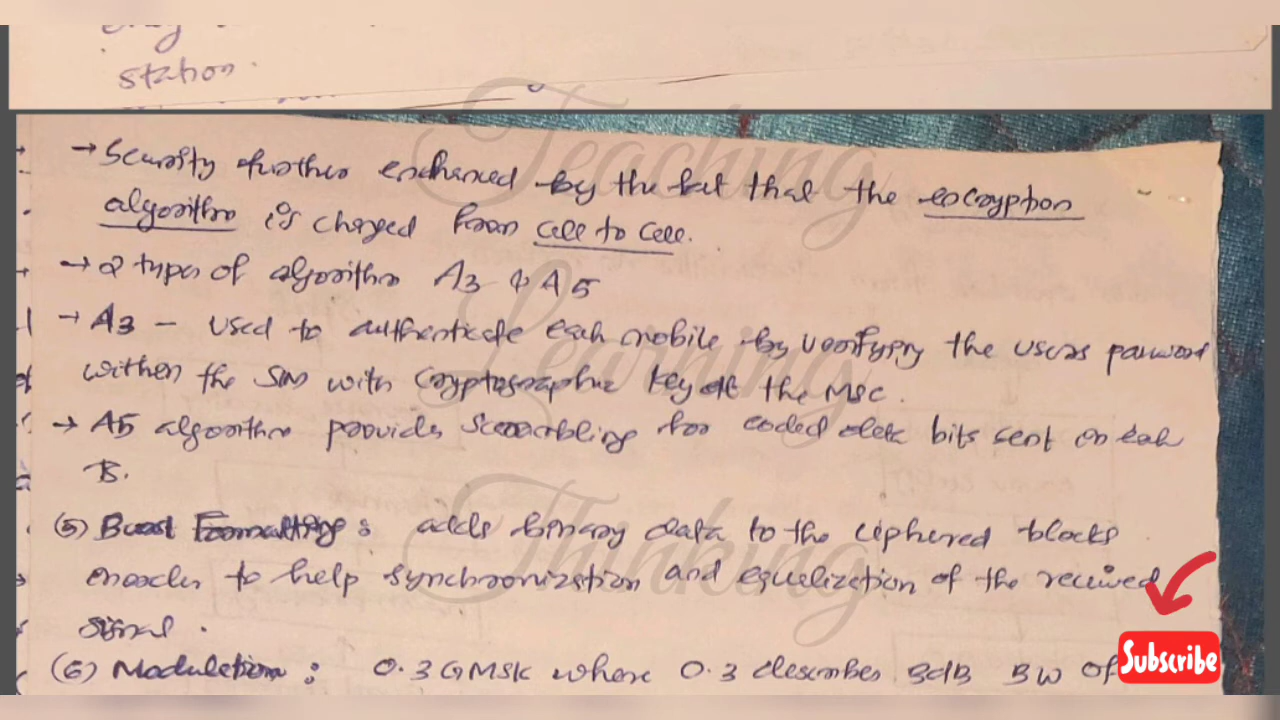 station.
→ Security further enhanced by the fact that the encryption
algorithm is changed from cell to cell.
→ 2 types of algorithm A3 & A5
→ A3 - used to authenticate each mobile by verifying the users password
within the SIM with cryptographic key at the MSC.
→ A5 algorithm provides scrambling for coded data bits sent on each
B.
(5) Burst Formatting : adds binary data to the ciphered blocks
to help synchronization and equalization of the received
signal.
(6) Modulation : 0.3 GMSK where 0.3 describes 3dB BW of
Teaching
Learning
Thinking
Subscribe